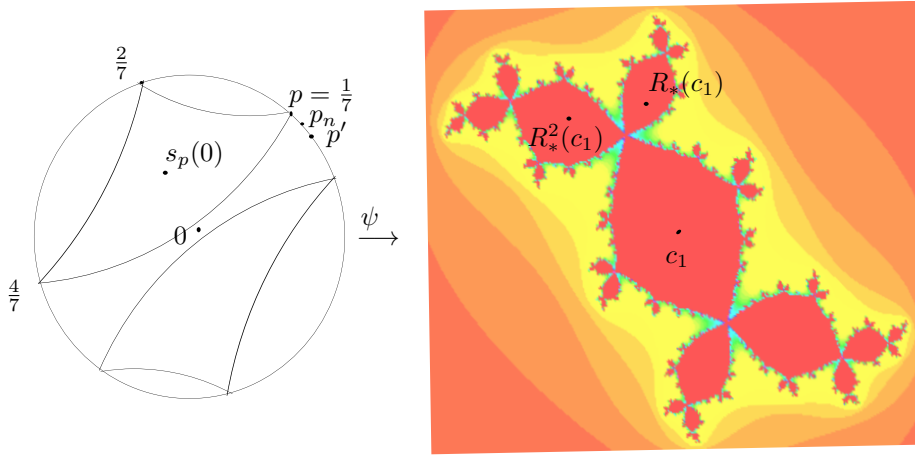 2/7
p = 1/7
p_n
p'
s_p(0)
0
4/7
ψ
R_*(c_1)
R_*^2(c_1)
c_1